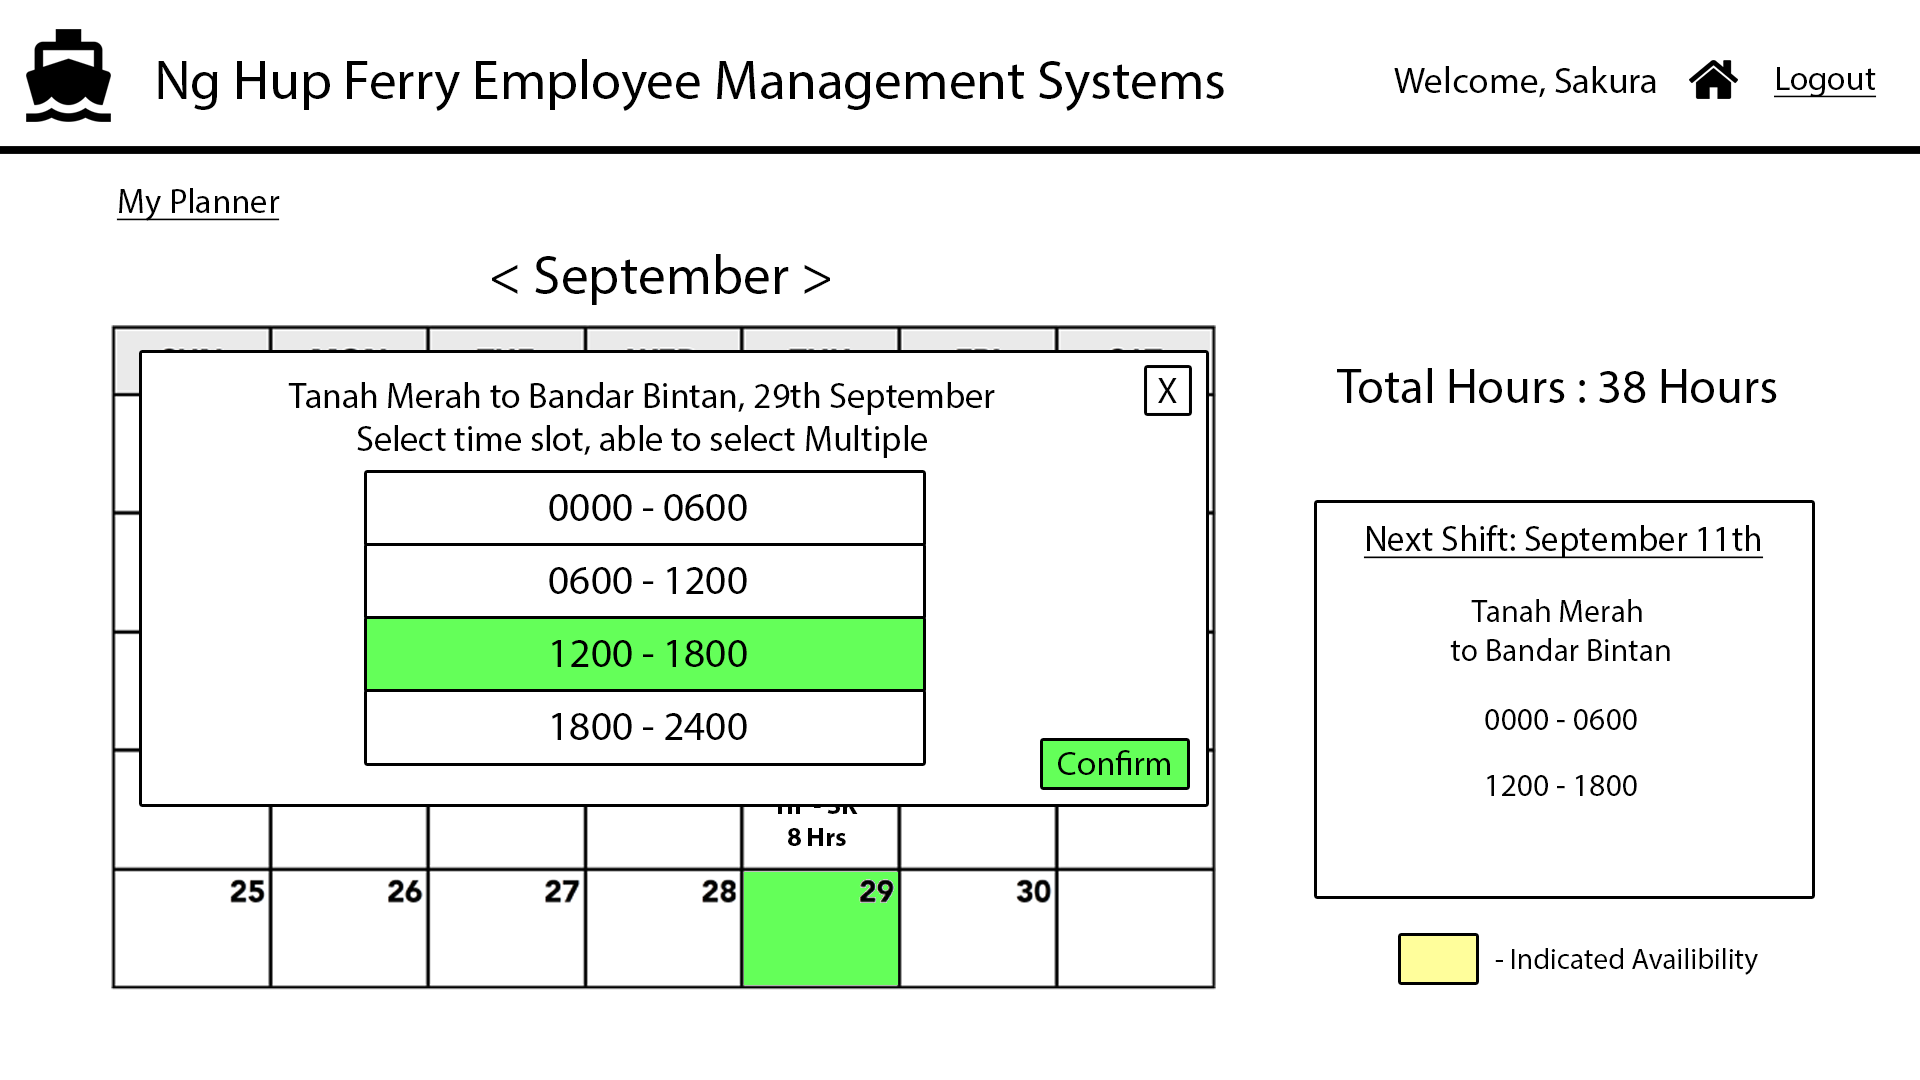 Ng Hup Ferry Employee Management Systems
Welcome, Sakura
Logout
My Planner
< September >
Tanah Merah to Bandar Bintan, 29th September
X
Select time slot, able to select Multiple
0000 - 0600
0600 - 1200
1200 - 1800
1800 - 2400
Confirm
8 Hrs
25
26
27
28
29
30
Total Hours : 38 Hours
Next Shift: September 11th
Tanah Merah
to Bandar Bintan
0000 - 0600
1200 - 1800
- Indicated Availibility